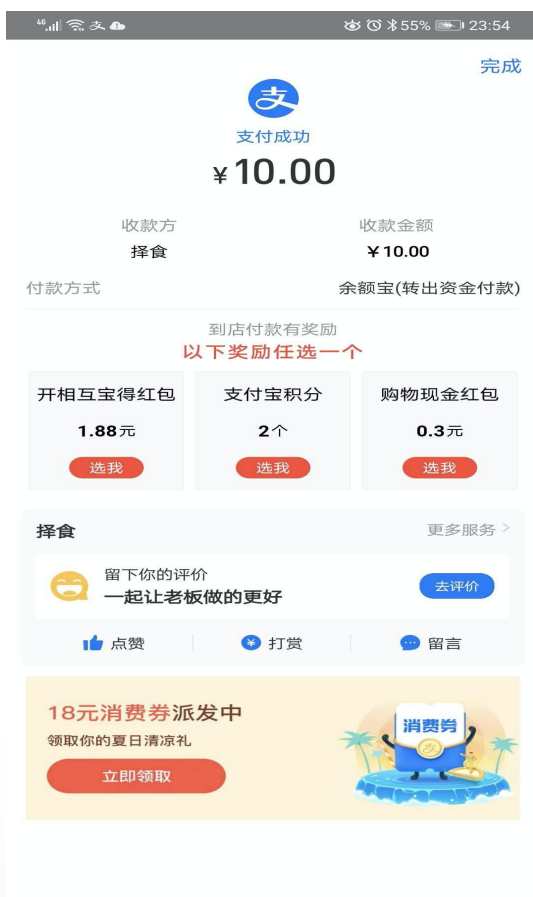 4G 55% 23:54
完成
支付成功
¥10.00
收款方 收款金额
择食 ¥10.00
付款方式 余额宝(转出资金付款)
到店付款有奖励
以下奖励任选一个
开相互宝得红包 支付宝积分 购物现金红包
1.88元 2个 0.3元
选我 选我 选我
择食 更多服务
留下你的评价
一起让老板做的更好
去评价
点赞 打赏 留言
18元消费券派发中
领取你的夏日清凉礼
立即领取
消费券